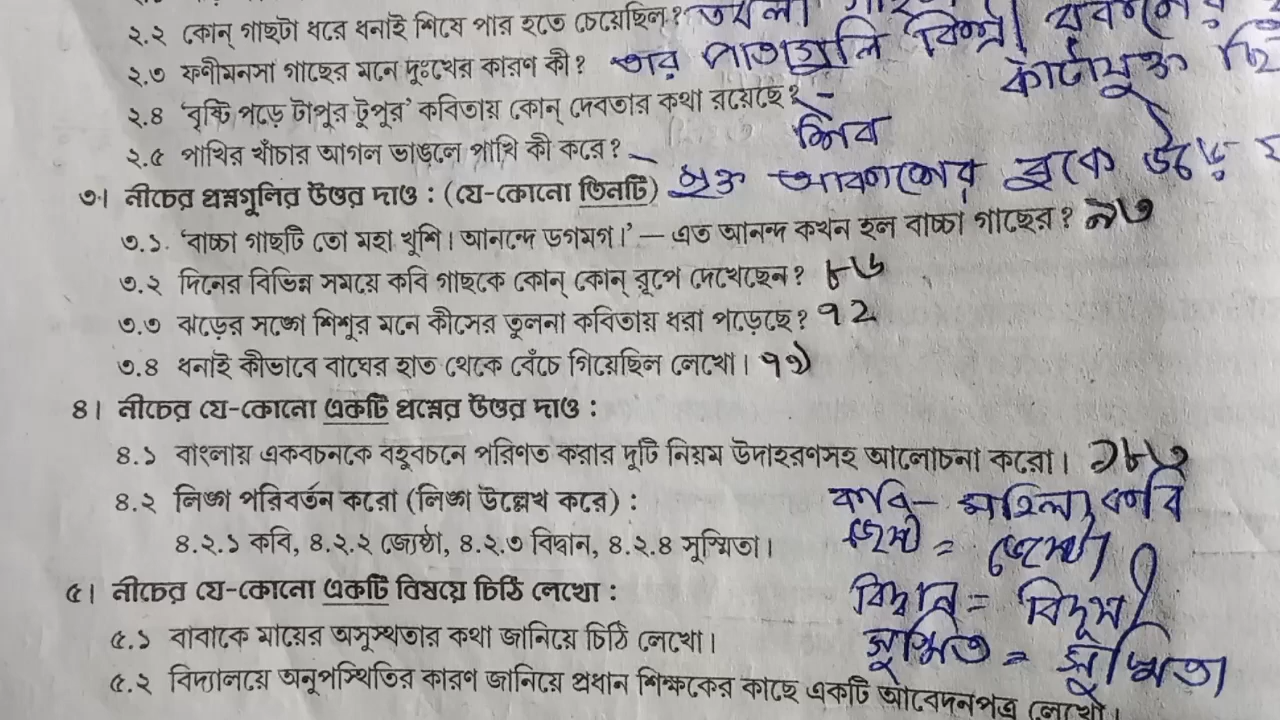 ২.২ কোন্ গাছটা ধরে ধনাই শিষে পার হতে চেয়েছিল?
২.৩ ফণীমনসা গাছের মনে দুঃখের কারণ কী? তার পাতাগুলি বিশ্রী
কাঁটাযুক্ত
২.৪ 'বৃষ্টি পড়ে টাপুর টুপুর' কবিতায় কোন্ দেবতার কথা রয়েছে? -
শিব
২.৫ পাখির খাঁচার আগল ভাঙলে পাখি কী করে? -
মুক্ত আকাশের বুকে উড়ে
৩। নীচের প্রশ্নগুলির উত্তর দাও : (যে-কোনো তিনটি)
৩.১. 'বাচ্চা গাছটি তো মহা খুশি। আনন্দে ডগমগ।' — এত আনন্দ কখন হল বাচ্চা গাছের? ৯৩
৩.২ দিনের বিভিন্ন সময়ে কবি গাছকে কোন্ কোন্ রূপে দেখেছেন? ৮৬
৩.৩ ঝড়ের সঙ্গে শিশুর মনে কীসের তুলনা কবিতায় ধরা পড়েছে? ৭২
৩.৪ ধনাই কীভাবে বাঘের হাত থেকে বেঁচে গিয়েছিল লেখো। ৭৯
৪। নীচের যে-কোনো একটি প্রশ্নের উত্তর দাও :
৪.১ বাংলায় একবচনকে বহুবচনে পরিণত করার দুটি নিয়ম উদাহরণসহ আলোচনা করো। ১৮৩
৪.২ লিঙ্গ পরিবর্তন করো (লিঙ্গ উল্লেখ করে) : কবি - মহিলা কবি
৪.২.১ কবি, ৪.২.২ জ্যেষ্ঠা, ৪.২.৩ বিদ্বান, ৪.২.৪ সুস্মিতা। জেষ্ঠ = জেষ্ঠা
৫। নীচের যে-কোনো একটি বিষয়ে চিঠি লেখো : বিদ্বান = বিদূষী
৫.১ বাবাকে মায়ের অসুস্থতার কথা জানিয়ে চিঠি লেখো। সুস্মিত = সুস্মিতা
৫.২ বিদ্যালয়ে অনুপস্থিতির কারণ জানিয়ে প্রধান শিক্ষকের কাছে একটি আবেদনপত্র লেখো।